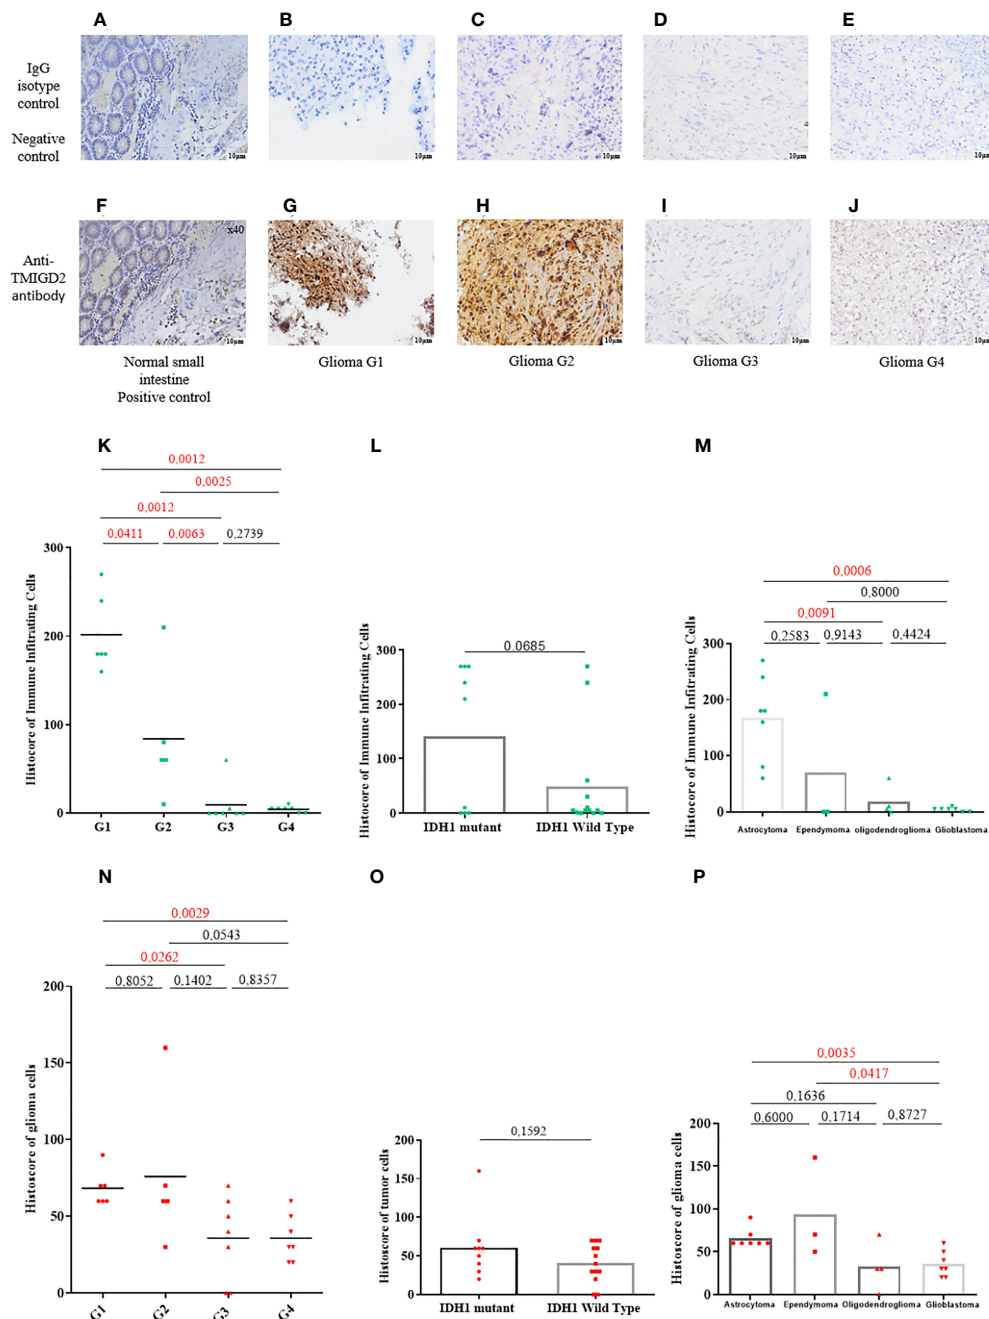 A B C D E
IgG
isotype
control
Negative
control
10µm 10µm 10µm 10µm 10µm
F G H I J
x40
Anti-
TMIGD2
antibody
10µm 10µm 10µm 10µm 10µm
Normal small
intestine
Positive control
Glioma G1
Glioma G2
Glioma G3
Glioma G4
K
0,0012
0,0025
0,0012
0,0411 0,0063 0,2739
Histocore of Immune Infitrating Cells
300
200
100
0
G1 G2 G3 G4
L
0.0685
Histocore of Immune Infitrating Cells
300
200
100
0
IDH1 mutant IDH1 Wild Type
M
0,0006
0,8000
0,0091
0,2583 0,9143 0,4424
Histocore of Immune Infitrating Cells
300
200
100
0
Astrocytoma Ependymoma oligodendroglioma Glioblastoma
N
0,0029
0,0543
0,0262
0,8052 0,1402 0,8357
Histoscore of glioma cells
200
150
100
50
0
G1 G2 G3 G4
O
0,1592
Histoscore of tumor cells
200
150
100
50
0
IDH1 mutant IDH1 Wild Type
P
0,0035
0,0417
0,1636
0,6000 0,1714 0,8727
Histoscore of glioma cells
200
150
100
50
0
Astrocytoma Ependymoma Oligodendroglioma Glioblastoma